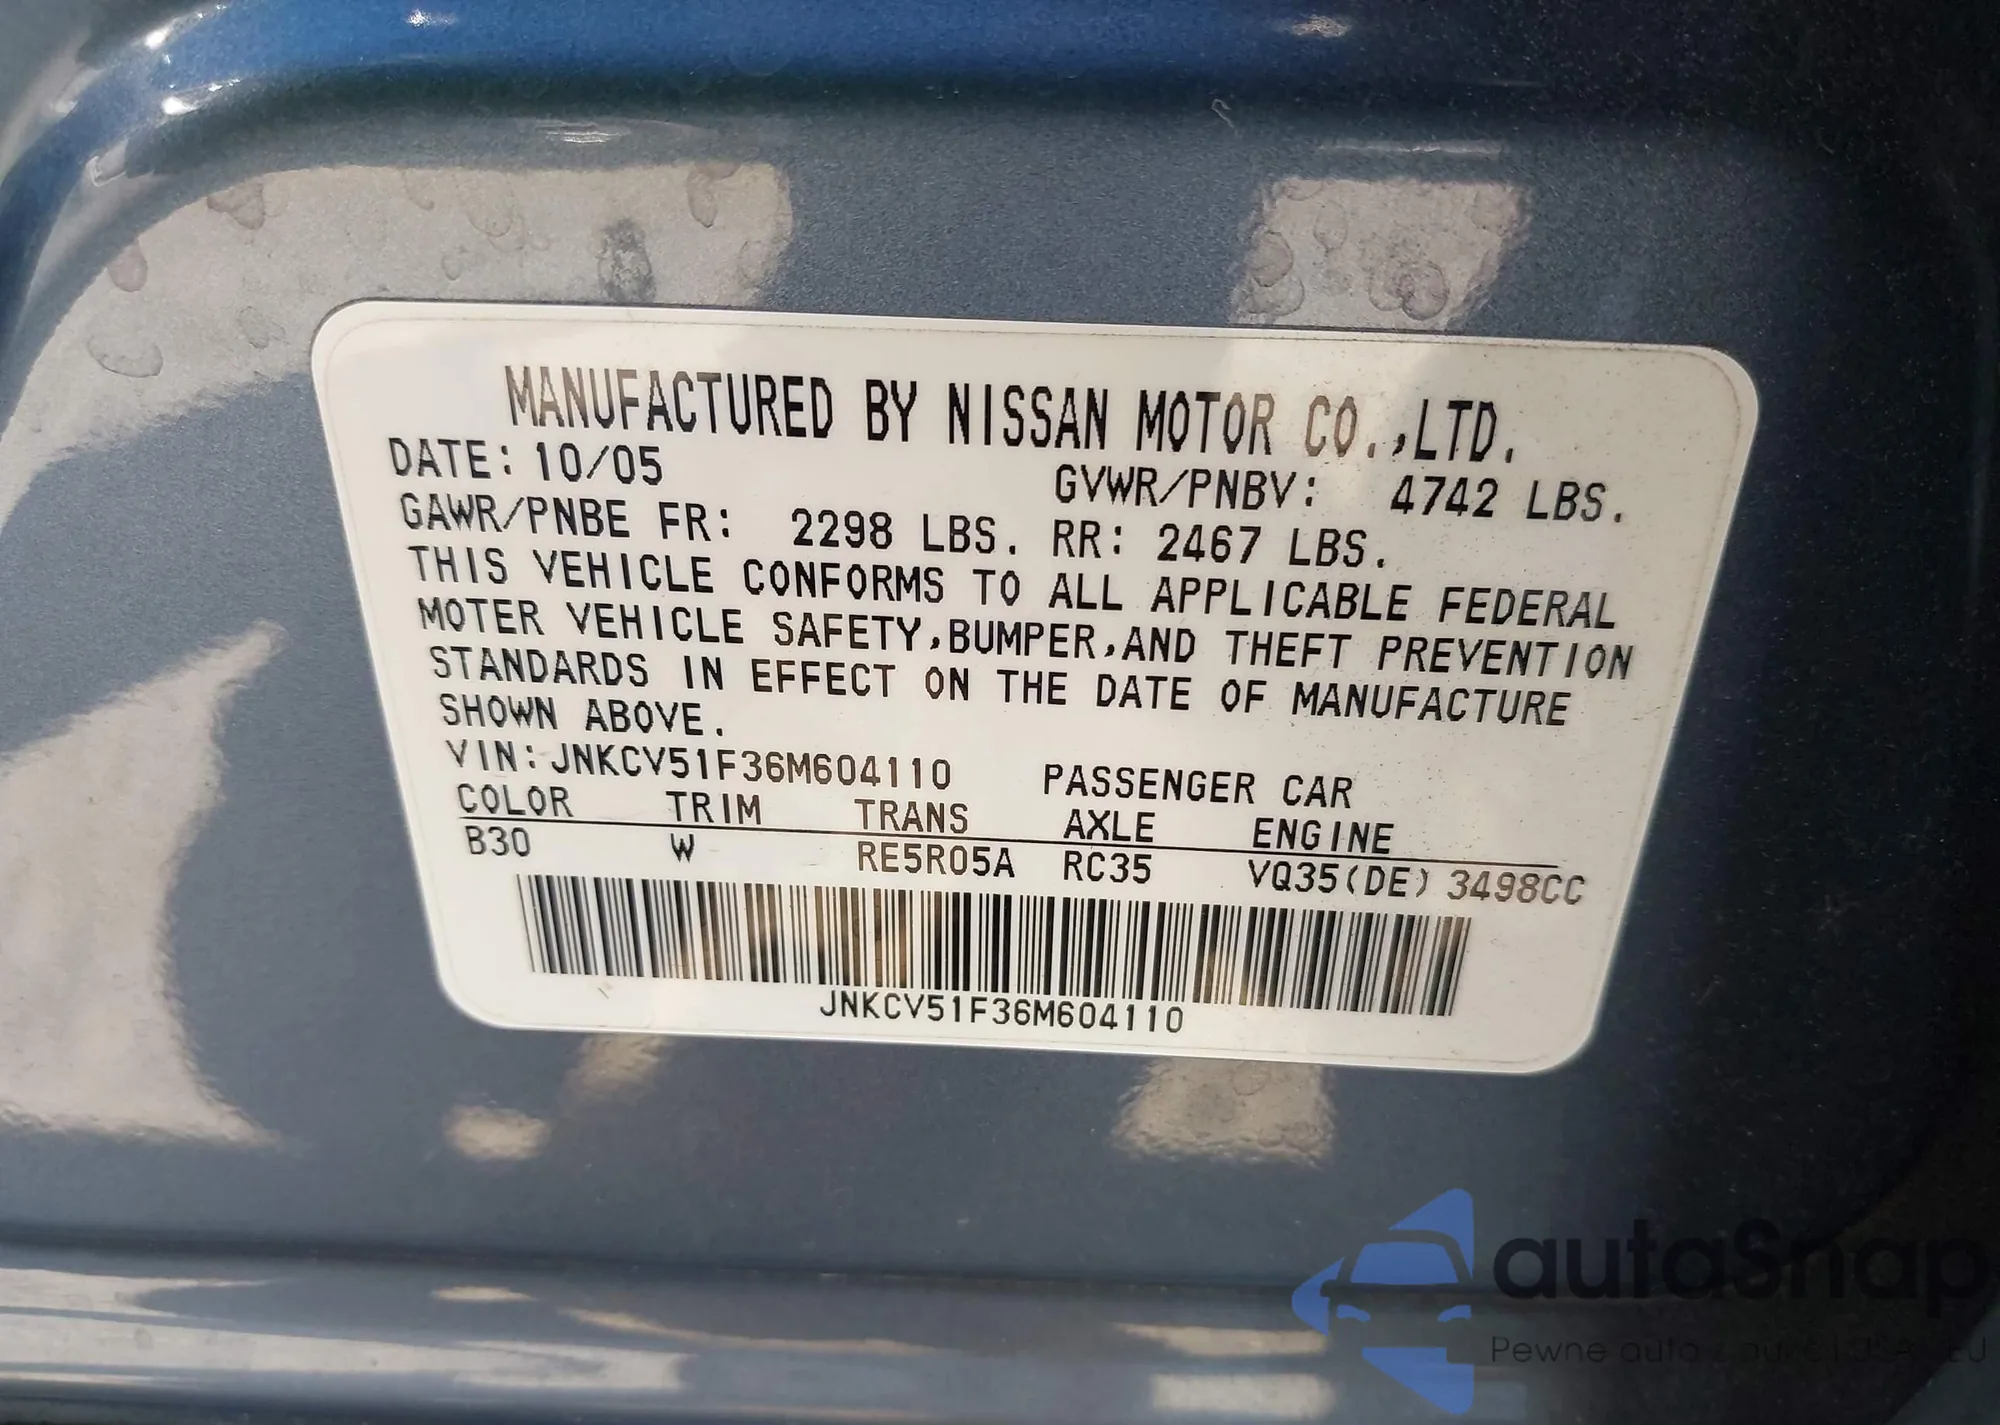 MANUFACTURED BY NISSAN MOTOR CO.,LTD.
DATE: 10/05 GVWR/PNBV: 4742 LBS.
GAWR/PNBE FR: 2298 LBS. RR: 2467 LBS.
THIS VEHICLE CONFORMS TO ALL APPLICABLE FEDERAL
MOTER VEHICLE SAFETY,BUMPER,AND THEFT PREVENTION
STANDARDS IN EFFECT ON THE DATE OF MANUFACTURE
SHOWN ABOVE.
VIN:JNKCV51F36M604110 PASSENGER CAR
COLOR TRIM TRANS AXLE ENGINE
B30 W RE5R05A RC35 VQ35(DE) 3498CC
JNKCV51F36M604110
autaSnap
Pewne auta z